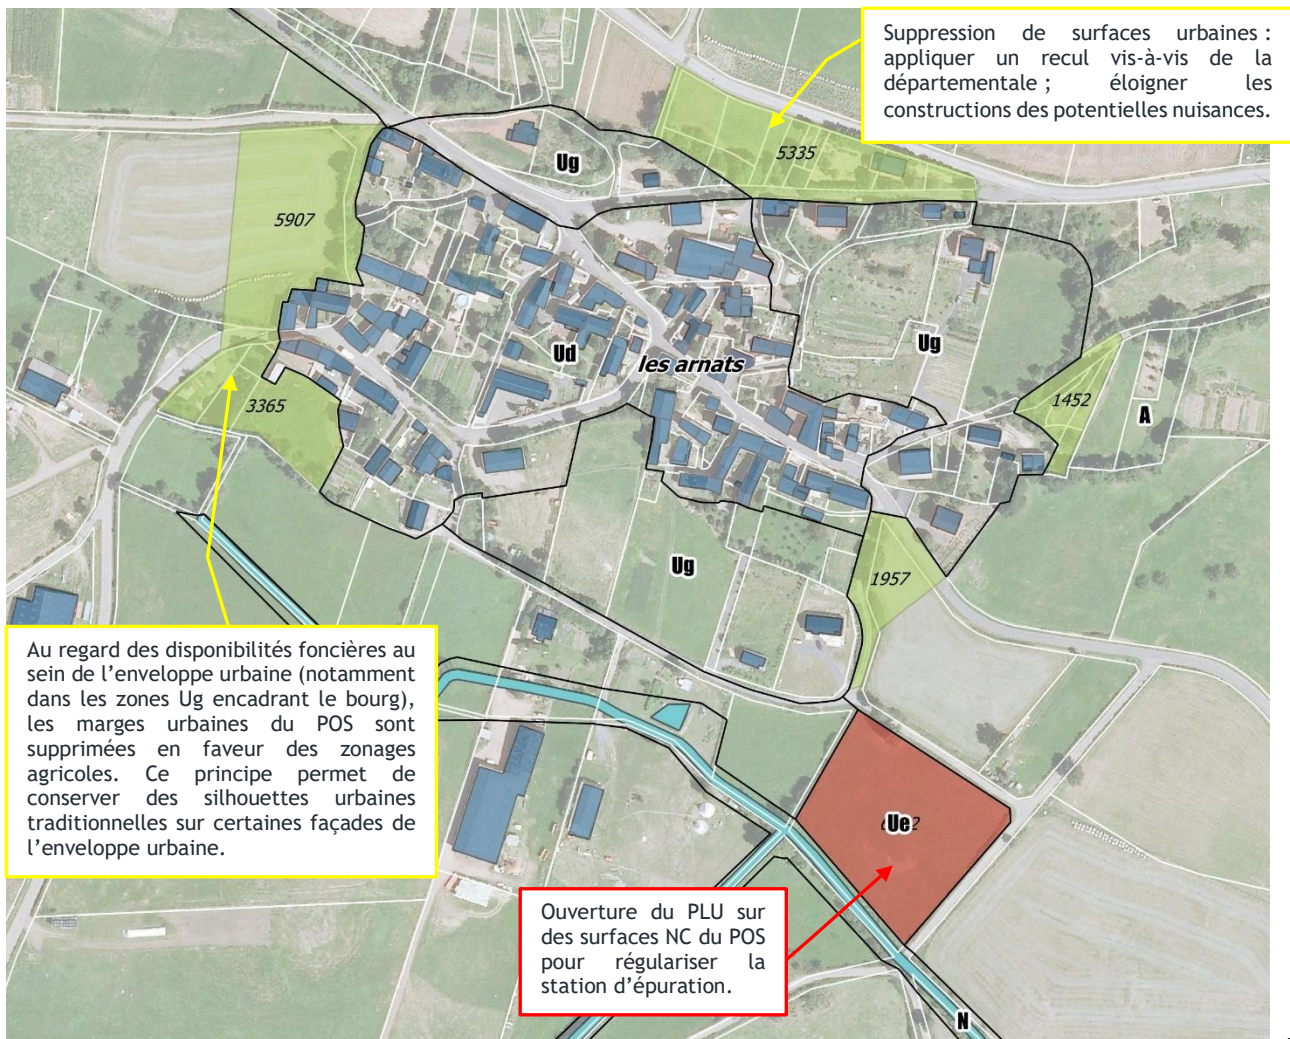 Suppression de surfaces urbaines :
appliquer un recul vis-à-vis de la
départementale ; éloigner les
constructions des potentielles nuisances.
5335
Ug
5907
Ug
Ud
les arnats
1452
A
3365
Ug
1957
Au regard des disponibilités foncières au
sein de l’enveloppe urbaine (notamment
dans les zones Ug encadrant le bourg),
les marges urbaines du POS sont
supprimées en faveur des zonages
agricoles. Ce principe permet de
conserver des silhouettes urbaines
traditionnelles sur certaines façades de
l’enveloppe urbaine.
Ue
Ouverture du PLU sur
des surfaces NC du POS
pour régulariser la
station d’épuration.
N